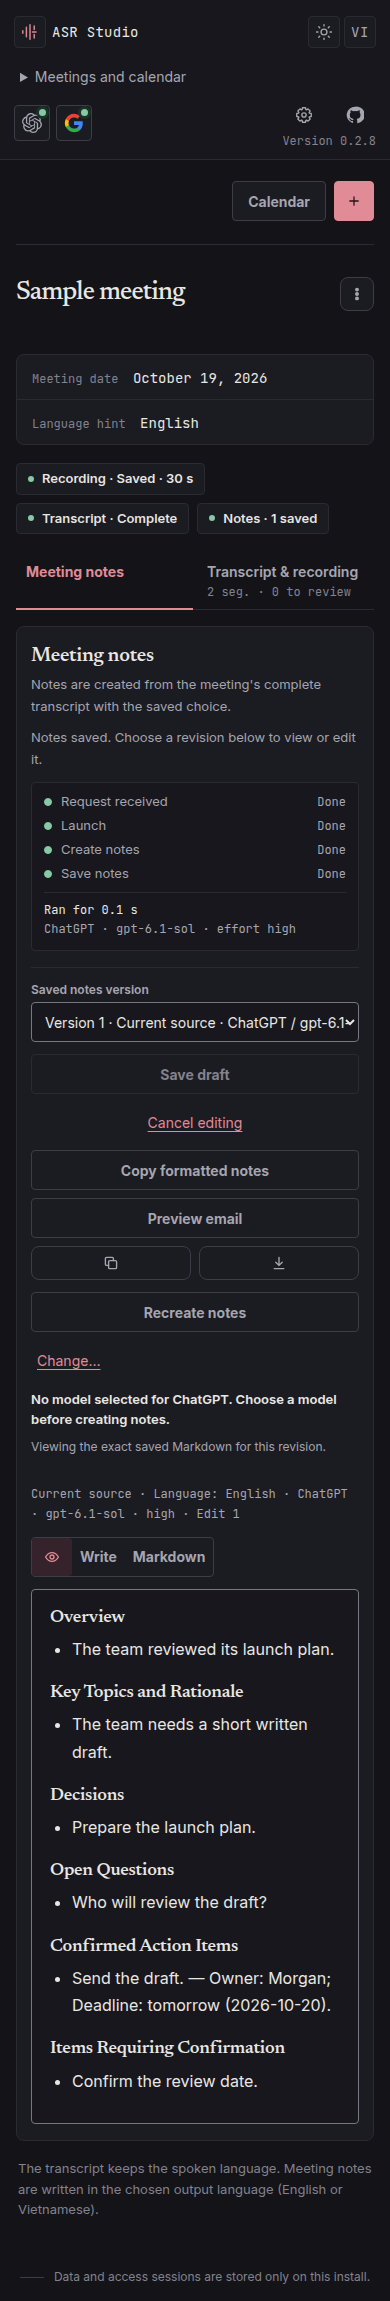 ASR Studio
VI
Meetings and calendar
Version 0.2.8
Calendar
+
Sample meeting
Meeting date October 19, 2026
Language hint English
Recording · Saved · 30 s
Transcript · Complete
Notes · 1 saved
Meeting notes
Transcript & recording
2 seg. · 0 to review
Meeting notes
Notes are created from the meeting's complete
transcript with the saved choice.
Notes saved. Choose a revision below to view or edit
it.
Request received Done
Launch Done
Create notes Done
Save notes Done
Ran for 0.1 s
ChatGPT · gpt-6.1-sol · effort high
Saved notes version
Version 1 · Current source · ChatGPT / gpt-6.1-
Save draft
Cancel editing
Copy formatted notes
Preview email
Recreate notes
Change...
No model selected for ChatGPT. Choose a model
before creating notes.
Viewing the exact saved Markdown for this revision.
Current source · Language: English · ChatGPT
· gpt-6.1-sol · high · Edit 1
Write Markdown
Overview
• The team reviewed its launch plan.
Key Topics and Rationale
• The team needs a short written
draft.
Decisions
• Prepare the launch plan.
Open Questions
• Who will review the draft?
Confirmed Action Items
• Send the draft. — Owner: Morgan;
Deadline: tomorrow (2026-10-20).
Items Requiring Confirmation
• Confirm the review date.
The transcript keeps the spoken language. Meeting notes
are written in the chosen output language (English or
Vietnamese).
Data and access sessions are stored only on this install.